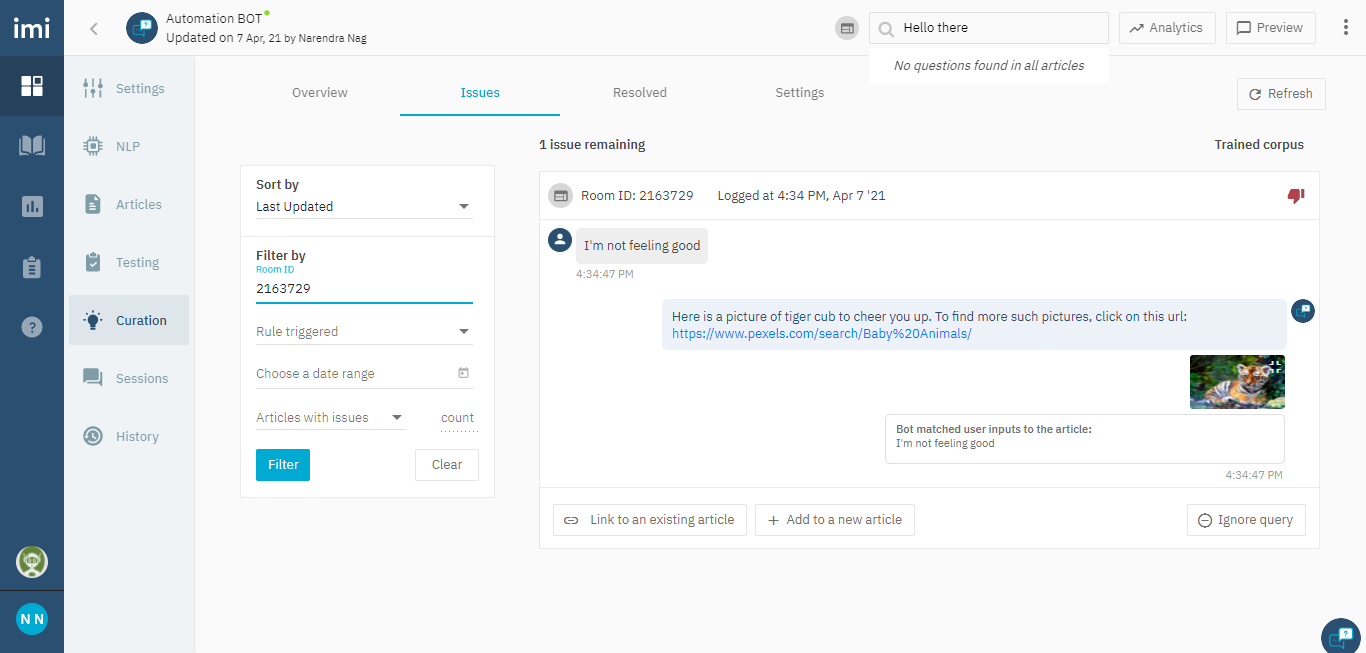 imi
Automation BOT
Updated on 7 Apr, 21 by Narendra Nag
Hello there
No questions found in all articles
Analytics
Preview
Settings
NLP
Articles
Testing
Curation
Sessions
History
N N
Overview
Issues
Resolved
Settings
Refresh
1 issue remaining
Trained corpus
Sort by
Last Updated
Filter by
Room ID
2163729
Rule triggered
Choose a date range
Articles with issues
count
Filter
Clear
Room ID: 2163729
Logged at 4:34 PM, Apr 7 '21
I'm not feeling good
4:34:47 PM
Here is a picture of tiger cub to cheer you up. To find more such pictures, click on this url:
https://www.pexels.com/search/Baby%20Animals/
Bot matched user inputs to the article:
I'm not feeling good
4:34:47 PM
Link to an existing article
Add to a new article
Ignore query